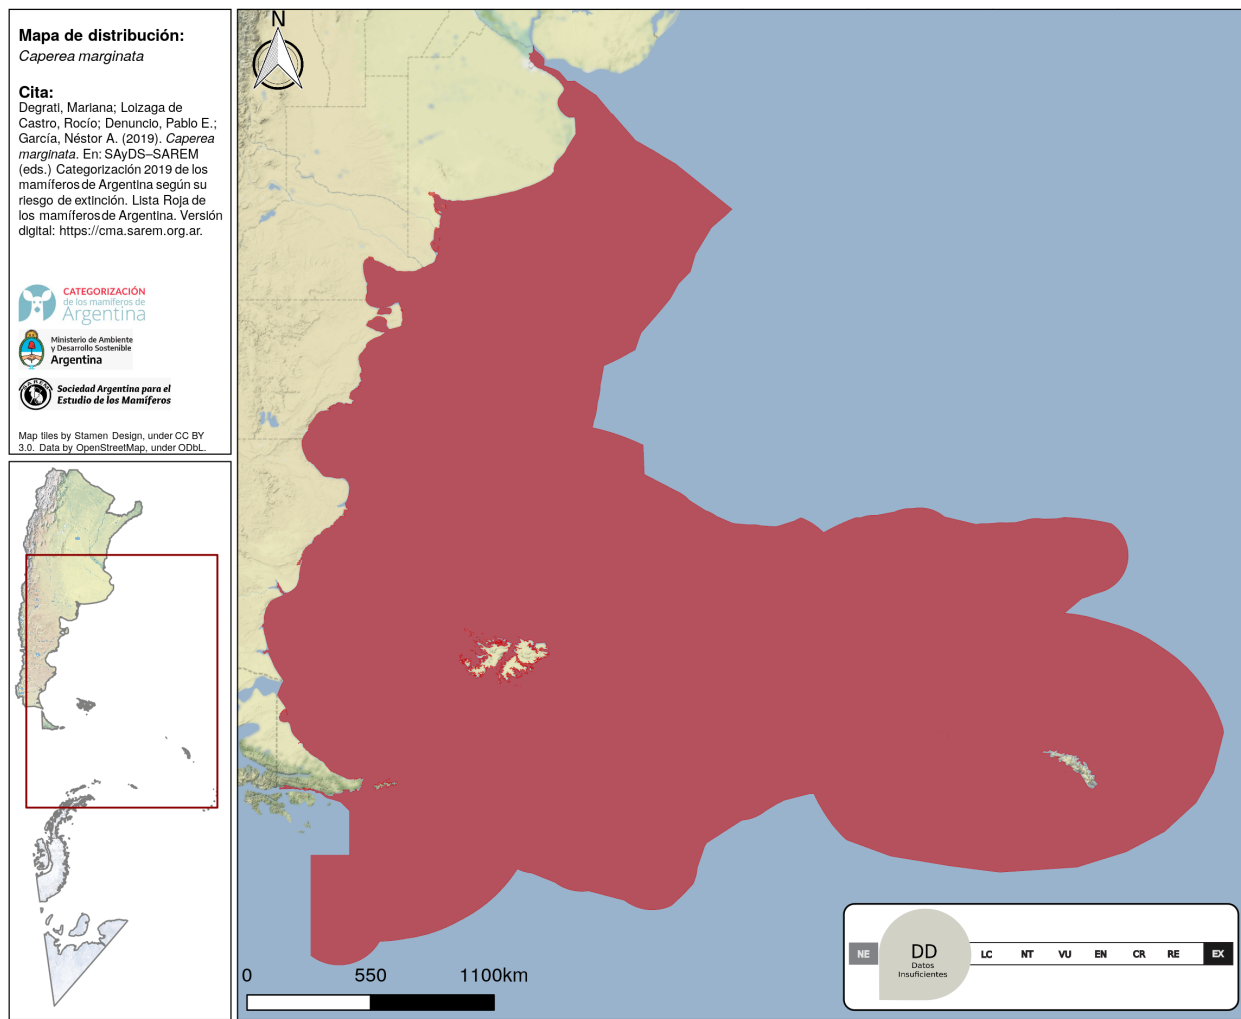 Mapa de distribución:
Caperea marginata
Cita:
Degrati, Mariana; Loizaga de
Castro, Rocío; Denuncio, Pablo E.;
García, Néstor A. (2019). Caperea
marginata. En: SAyDS–SAREM
(eds.) Categorización 2019 de los
mamíferos de Argentina según su
riesgo de extinción. Lista Roja de
los mamíferos de Argentina. Versión
digital: https://cma.sarem.org.ar.
CATEGORIZACIÓN
de los mamíferos de
Argentina
Ministerio de Ambiente
y Desarrollo Sostenible
Argentina
SAREM
Sociedad Argentina para el
Estudio de los Mamíferos
Map tiles by Stamen Design, under CC BY
3.0. Data by OpenStreetMap, under ODbL.
N
0 550 1100km
NE DD LC NT VU EN CR RE EX
Datos
Insuficientes